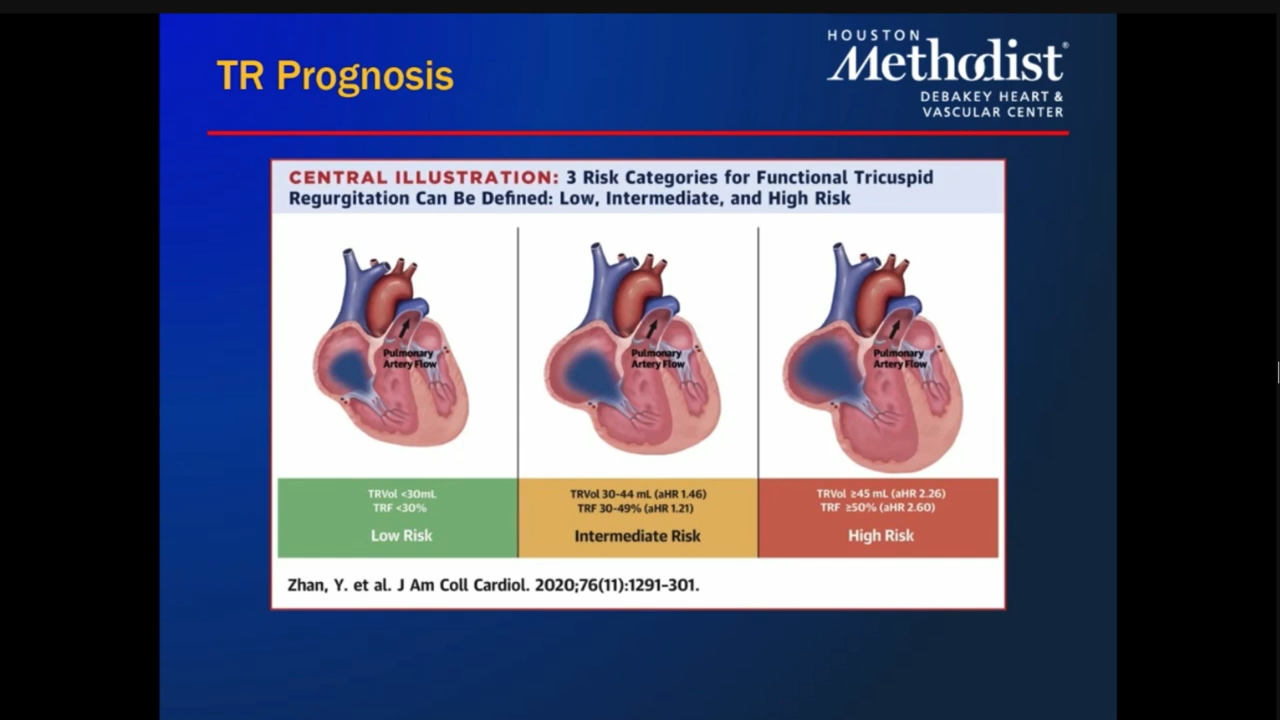 TR Prognosis
HOUSTON
Methodist®
DEBAKEY HEART &
VASCULAR CENTER
CENTRAL ILLUSTRATION: 3 Risk Categories for Functional Tricuspid
Regurgitation Can Be Defined: Low, Intermediate, and High Risk
Pulmonary
Artery Flow
Pulmonary
Artery Flow
Pulmonary
Artery Flow
TRVol <30mL
TRF <30%
Low Risk
TRVol 30-44 mL (aHR 1.46)
TRF 30-49% (aHR 1.21)
Intermediate Risk
TRVol ≥45 mL (aHR 2.26)
TRF ≥50% (aHR 2.60)
High Risk
Zhan, Y. et al. J Am Coll Cardiol. 2020;76(11):1291–301.